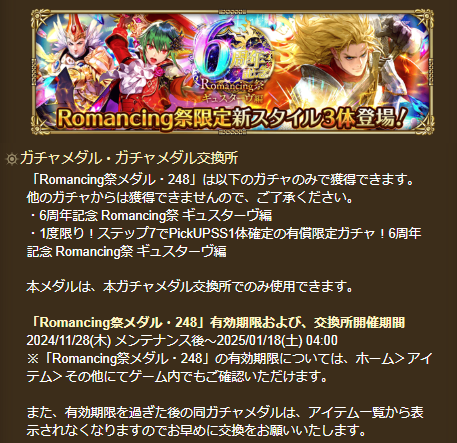 6周年記念
Romancing祭
ギュスターヴ編
Romancing祭限定新スタイル3体登場!
ガチャメダル・ガチャメダル交換所
「Romancing祭メダル・248」は以下のガチャのみで獲得できます。
他のガチャからは獲得できませんので、ご了承ください。
・6周年記念 Romancing祭 ギュスターヴ編
・1度限り！ステップ7でPickUPSS1体確定の有償限定ガチャ！6周年
記念 Romancing祭 ギュスターヴ編
本メダルは、本ガチャメダル交換所でのみ使用できます。
「Romancing祭メダル・248」有効期限および、交換所開催期間
2024/11/28(木) メンテナンス後～2025/01/18(土) 04:00
※「Romancing祭メダル・248」の有効期限については、ホーム＞アイ
テム＞その他にてゲーム内でもご確認いただけます。
また、有効期限を過ぎた後の同ガチャメダルは、アイテム一覧から表
示されなくなりますのでお早めに交換をお願いいたします。